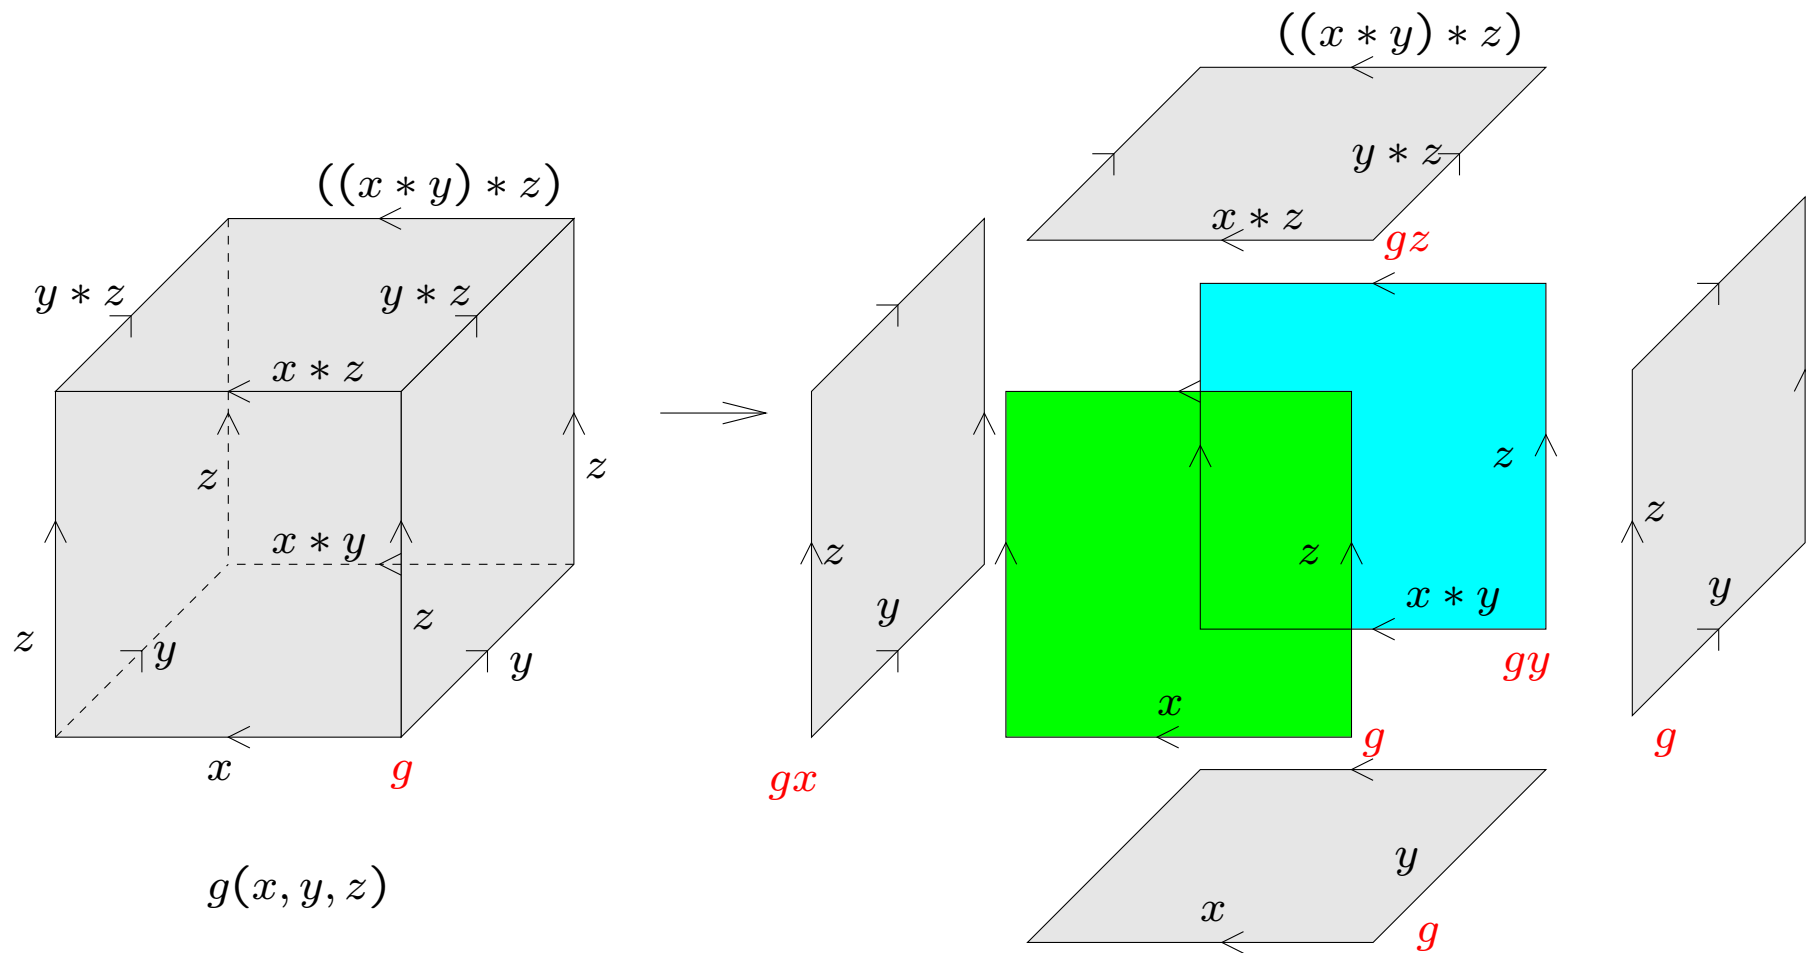 ((x ∗ y) ∗ z)
y ∗ z
y ∗ z
x ∗ z
z
z
x ∗ y
z
z
y
y
x
g
g(x, y, z)
((x ∗ y) ∗ z)
y ∗ z
x ∗ z
gz
z
y
gx
z
x ∗ y
gy
z
x
g
z
y
g
y
x
g